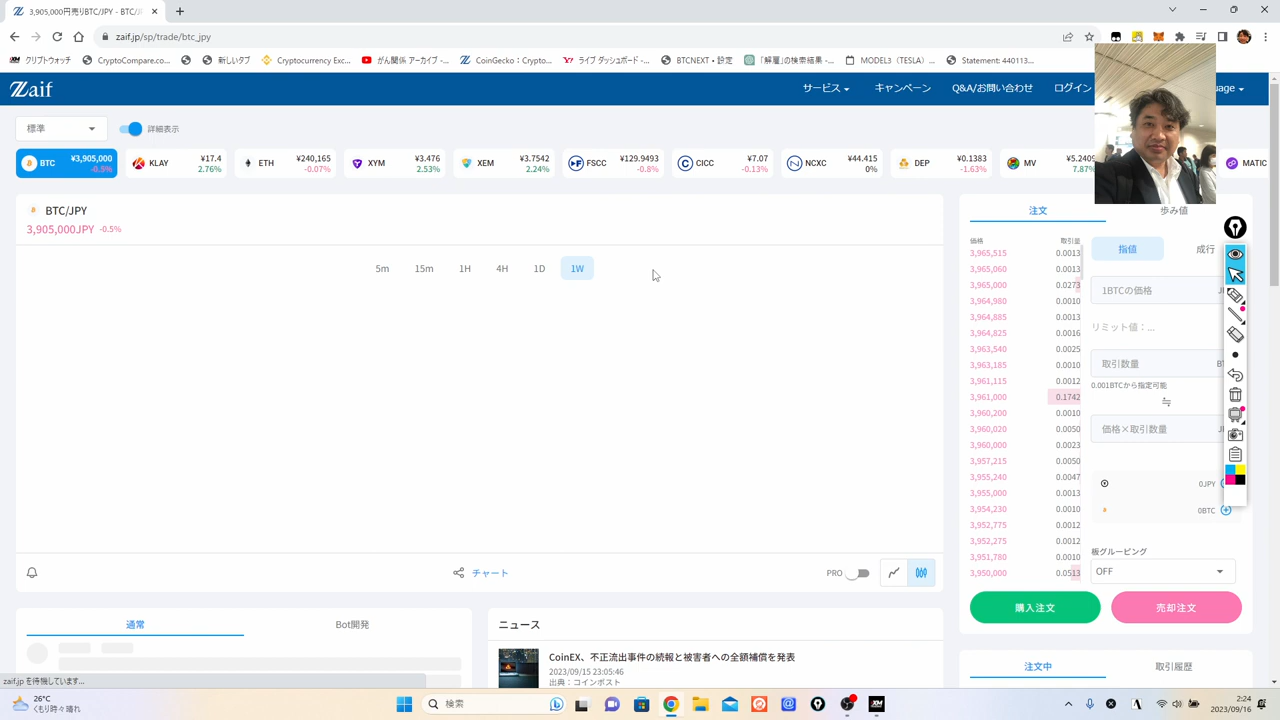 3,905,000円売りBTC/JPY - BTC/JF
zaif.jp/sp/trade/btc_jpy
クリプトウォッチ
CryptoCompare.co...
新しいタブ
Cryptocurrency Exc...
がん関係 アーカイブ -...
CoinGecko : Crypto...
ライブ ダッシュボード -...
BTCNEXT • 設定
「解雇」の検索結果 -...
MODEL3（TESLA）...
Statement: 440113...
Zaif
サービス
キャンペーン
Q&A/お問い合わせ
ログイン
uage
標準
詳細表示
BTC ¥3,905,000 -0.5%
KLAY ¥17.4 2.76%
ETH ¥240,165 -0.07%
XYM ¥3.476 2.53%
XEM ¥3.7542 2.24%
FSCC ¥129.9493 -0.8%
CICC ¥7.07 -0.13%
NCXC ¥44.415 0%
DEP ¥0.1383 -1.63%
MV ¥5.2409 7.87%
MATIC
BTC/JPY
3,905,000JPY -0.5%
5m 15m 1H 4H 1D 1W
チャート
PRO
注文
歩み値
価格 取引量
3,965,515 0.0013
3,965,060 0.0013
3,965,000 0.0273
3,964,980 0.0010
3,964,885 0.0013
3,964,825 0.0016
3,963,540 0.0025
3,963,185 0.0010
3,961,115 0.0012
3,961,000 0.1742
3,960,200 0.0010
3,960,020 0.0050
3,960,000 0.0023
3,957,215 0.0050
3,955,240 0.0047
3,955,000 0.0013
3,954,230 0.0010
3,952,775 0.0012
3,952,275 0.0012
3,951,780 0.0010
3,950,000 0.0513
指値
成行
1BTCの価格
リミット値：...
取引数量
0.001BTCから指定可能
価格×取引数量
0JPY
0BTC
板グルーピング
OFF
購入注文
売却注文
注文中
取引履歴
通常
Bot開発
ニュース
CoinEX、不正流出事件の続報と被害者への全額補償を発表
2023/09/15 23:05:46
出典：コインポスト
zaif.jp を待機しています...
26°C
くもり時々晴れ
検索
XM
2:24
2023/09/16